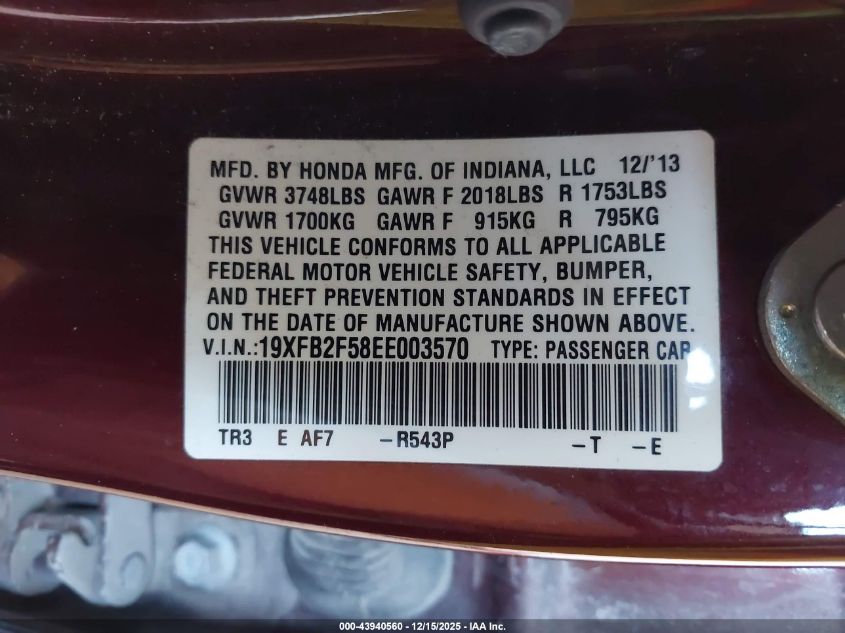 MFD. BY HONDA MFG. OF INDIANA, LLC 12/'13
GVWR 3748LBS GAWR F 2018LBS R 1753LBS
GVWR 1700KG GAWR F 915KG R 795KG
THIS VEHICLE CONFORMS TO ALL APPLICABLE
FEDERAL MOTOR VEHICLE SAFETY, BUMPER,
AND THEFT PREVENTION STANDARDS IN EFFECT
ON THE DATE OF MANUFACTURE SHOWN ABOVE.
V.I.N.:19XFB2F58EE003570 TYPE: PASSENGER CAR
TR3 E AF7 -R543P -T -E
000-43940560 - 12/15/2025 - IAA Inc.